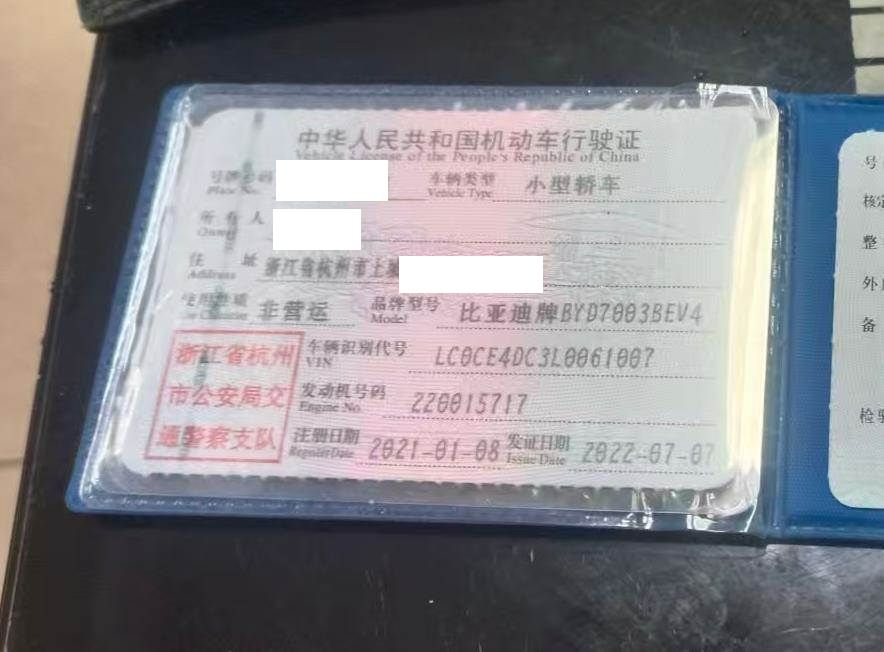 中华人民共和国机动车行驶证
Vehicle License of the People's Republic of China
号牌号码 车辆类型 小型轿车
Plate No. Vehicle Type
所有人
Owner
住址 浙江省杭州市上城
Address
使用性质 非营运 品牌型号 比亚迪牌BYD7003BEV4
Use Character Model
浙江省杭州 车辆识别代号 LC0CE4DC3L0061007
VIN
市公安局交 发动机号码 220015717
Engine No.
通警察支队 注册日期 2021-01-08 发证日期 2022-07-07
Register Date Issue Date
号
核定
整
外
备
检验